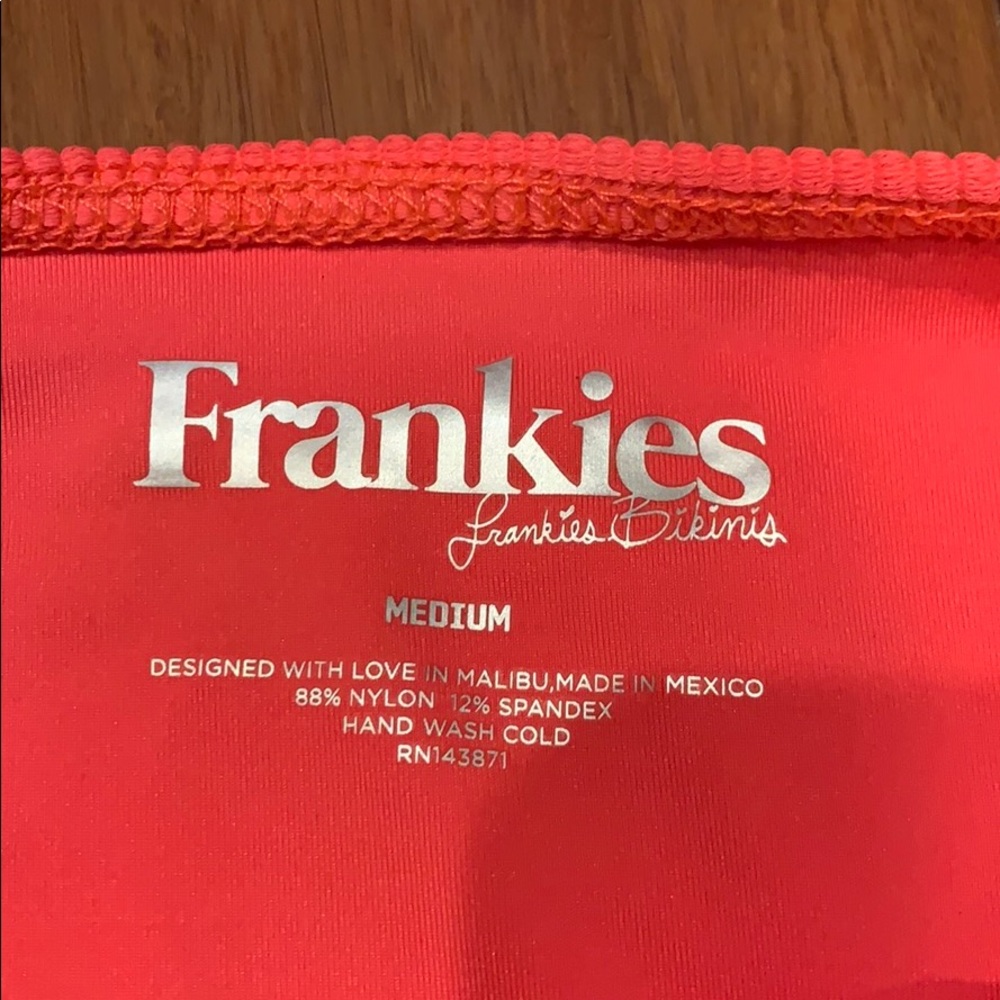 Frankies
Frankies Bikinis
MEDIUM
DESIGNED WITH LOVE IN MALIBU,MADE IN MEXICO
88% NYLON 12% SPANDEX
HAND WASH COLD
RN143871